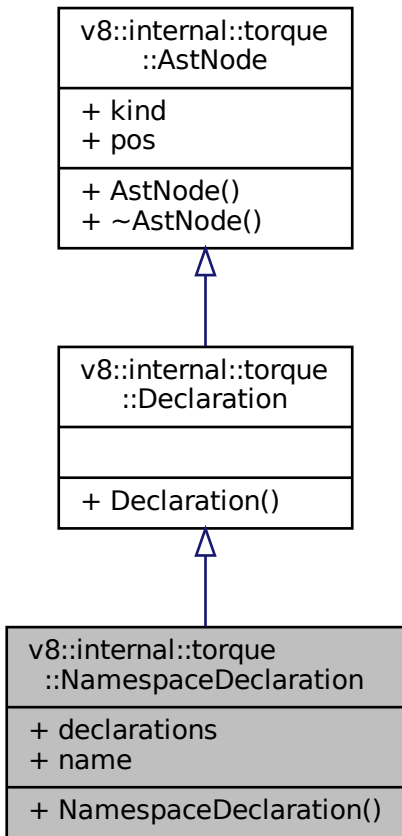 v8::internal::torque
::AstNode
+ kind
+ pos
+ AstNode()
+ ~AstNode()
v8::internal::torque
::Declaration
+ Declaration()
v8::internal::torque
::NamespaceDeclaration
+ declarations
+ name
+ NamespaceDeclaration()